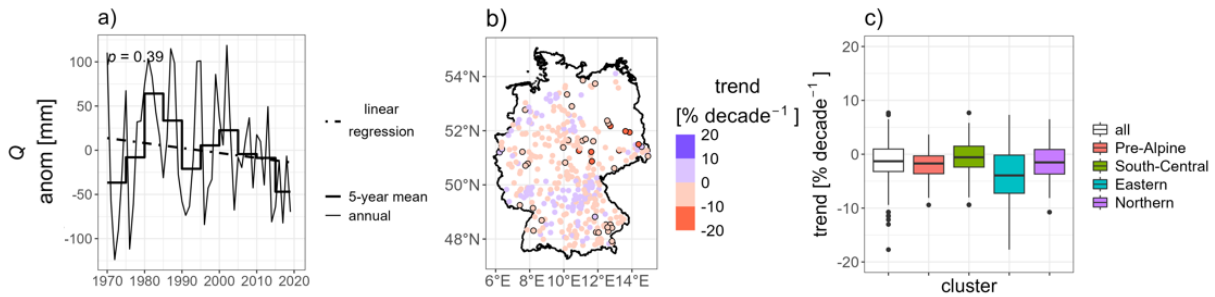 a)
p = 0.39
Q
anom [mm]
100
50
0
-50
-100
1970 1980 1990 2000 2010 2020
linear
regression
5-year mean
annual
b)
54°N
52°N
50°N
48°N
6°E 8°E 10°E 12°E 14°E
trend
[% decade⁻¹ ]
20
10
0
-10
-20
c)
trend [% decade⁻¹]
20
10
0
-10
-20
cluster
all
Pre-Alpine
South-Central
Eastern
Northern